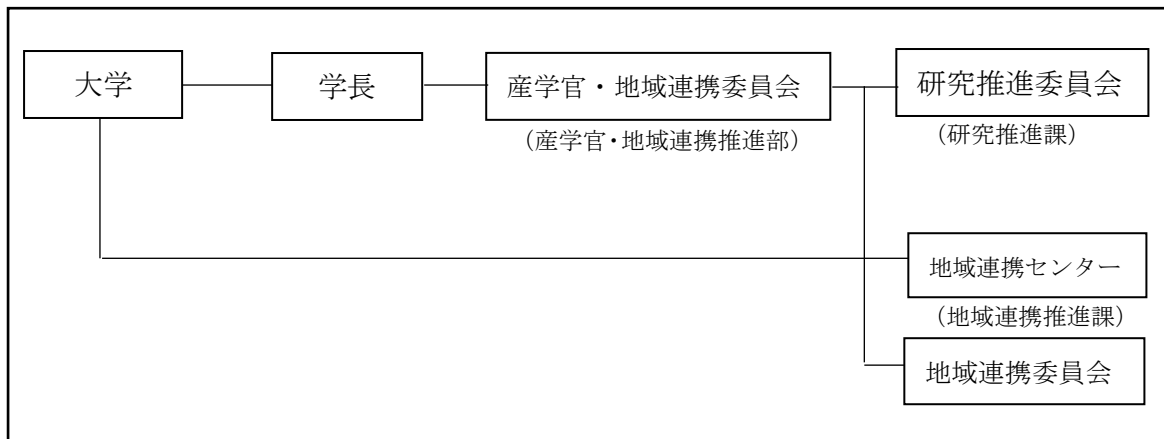 大学
学長
産学官・地域連携委員会
(産学官・地域連携推進部)
研究推進委員会
(研究推進課)
地域連携センター
(地域連携推進課)
地域連携委員会